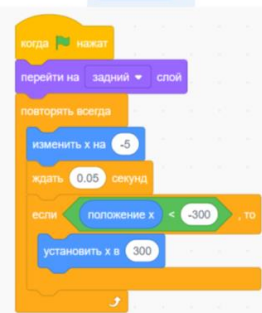 когда нажат
перейти на задний слой
повторять всегда
изменить x на -5
ждать 0.05 секунд
если положение x < -300 , то
установить x в 300